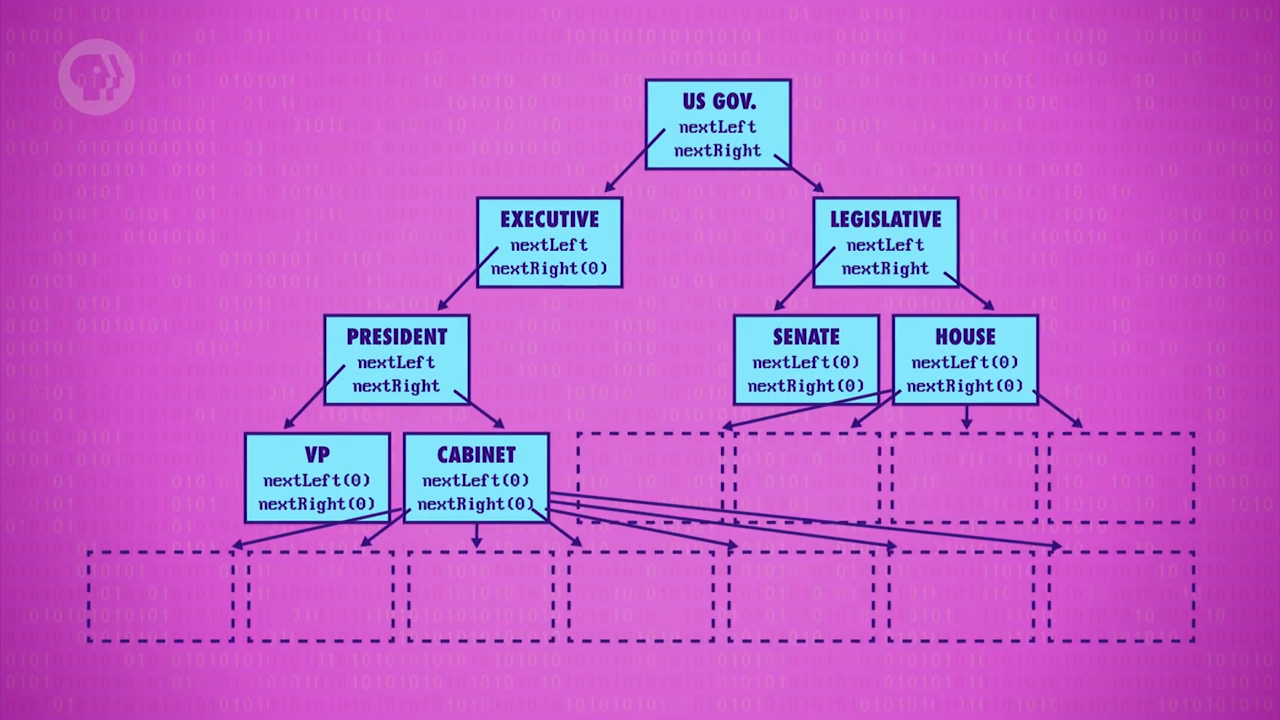 US GOV.
nextLeft
nextRight
EXECUTIVE
nextLeft
nextRight(0)
LEGISLATIVE
nextLeft
nextRight
PRESIDENT
nextLeft
nextRight
SENATE
nextLeft(0)
nextRight(0)
HOUSE
nextLeft(0)
nextRight(0)
VP
nextLeft(0)
nextRight(0)
CABINET
nextLeft(0)
nextRight(0)